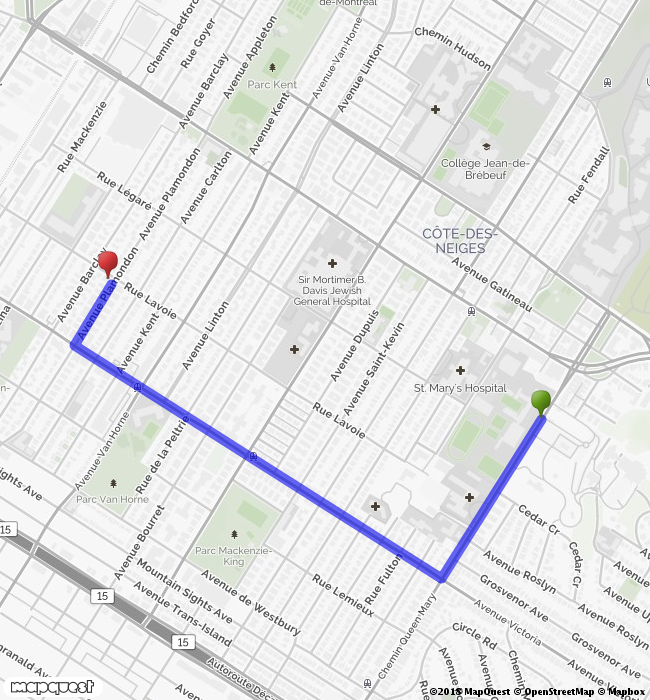 de-Montréal
Chemin Bedford
Rue Goyer
Avenue Appleton
Avenue Van-Horne
Chemin Hudson
Avenue Linton
Avenue Barclay
Parc Kent
Avenue Kent
Rue Mackenzie
Collège Jean-de-
Brébeuf
Rue Fendall
Rue Légaré
Avenue Plamondon
Avenue Carlton
CÔTE-DES-
NEIGES
Avenue Gatineau
Avenue Barclay
Avenue Plamondon
Sir Mortimer B.
Davis Jewish
General Hospital
Rue Lavoie
Avenue Kent
Avenue Linton
Avenue Dupuis
Avenue Saint-Kevin
St. Mary's Hospital
Rue Lavoie
Avenue Van-Horne
Rue de la Peltrie
Parc Van Horne
Sights Ave
15
Avenue Bourret
Parc Mackenzie-
King
Cedar Cr
Cedar Cr
Avenue Roslyn
Grosvenor Ave
Avenue Victoria
Avenue Roslyn
Grosvenor Ave
Rue Fulton
Rue Lemieux
Chemin Queen Mary
Circle Rd
Mountain Sights Ave
Avenue de Westbury
Avenue Trans-Island
15
15
Autoroute Déca
mapquest
©2018 MapQuest © OpenStreetMap © Mapbox